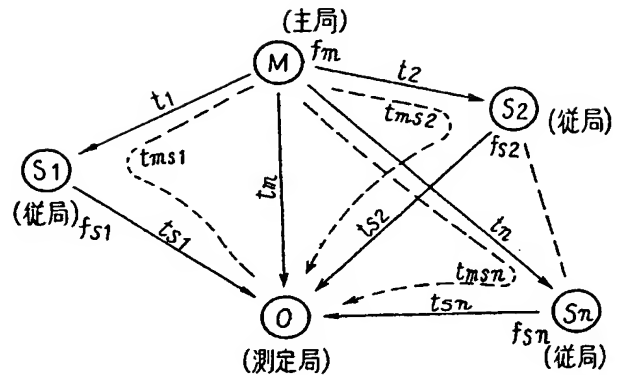 (主局)
M
fm
t1
t2
tms2
S2
(従局)
fs2
S1
tms1
tm
(従局)
fs1
ts1
ts2
tn
tmsn
tsn
O
(測定局)
Sn
fsn
(従局)